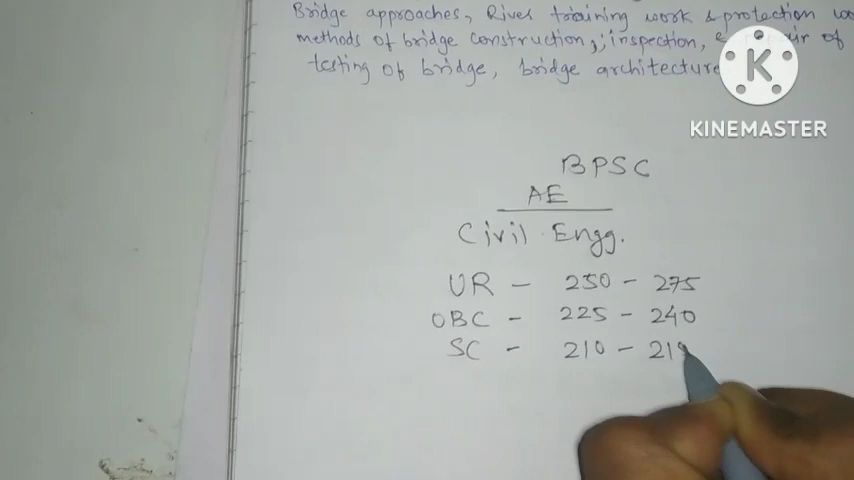 Bridge approaches, River training work & protection
methods of bridge construction, inspection, of
testing of bridge, bridge architecture
K
KINEMASTER
BPSC
AE
Civil Engg.
UR - 250 - 275
OBC - 225 - 240
SC - 210 -